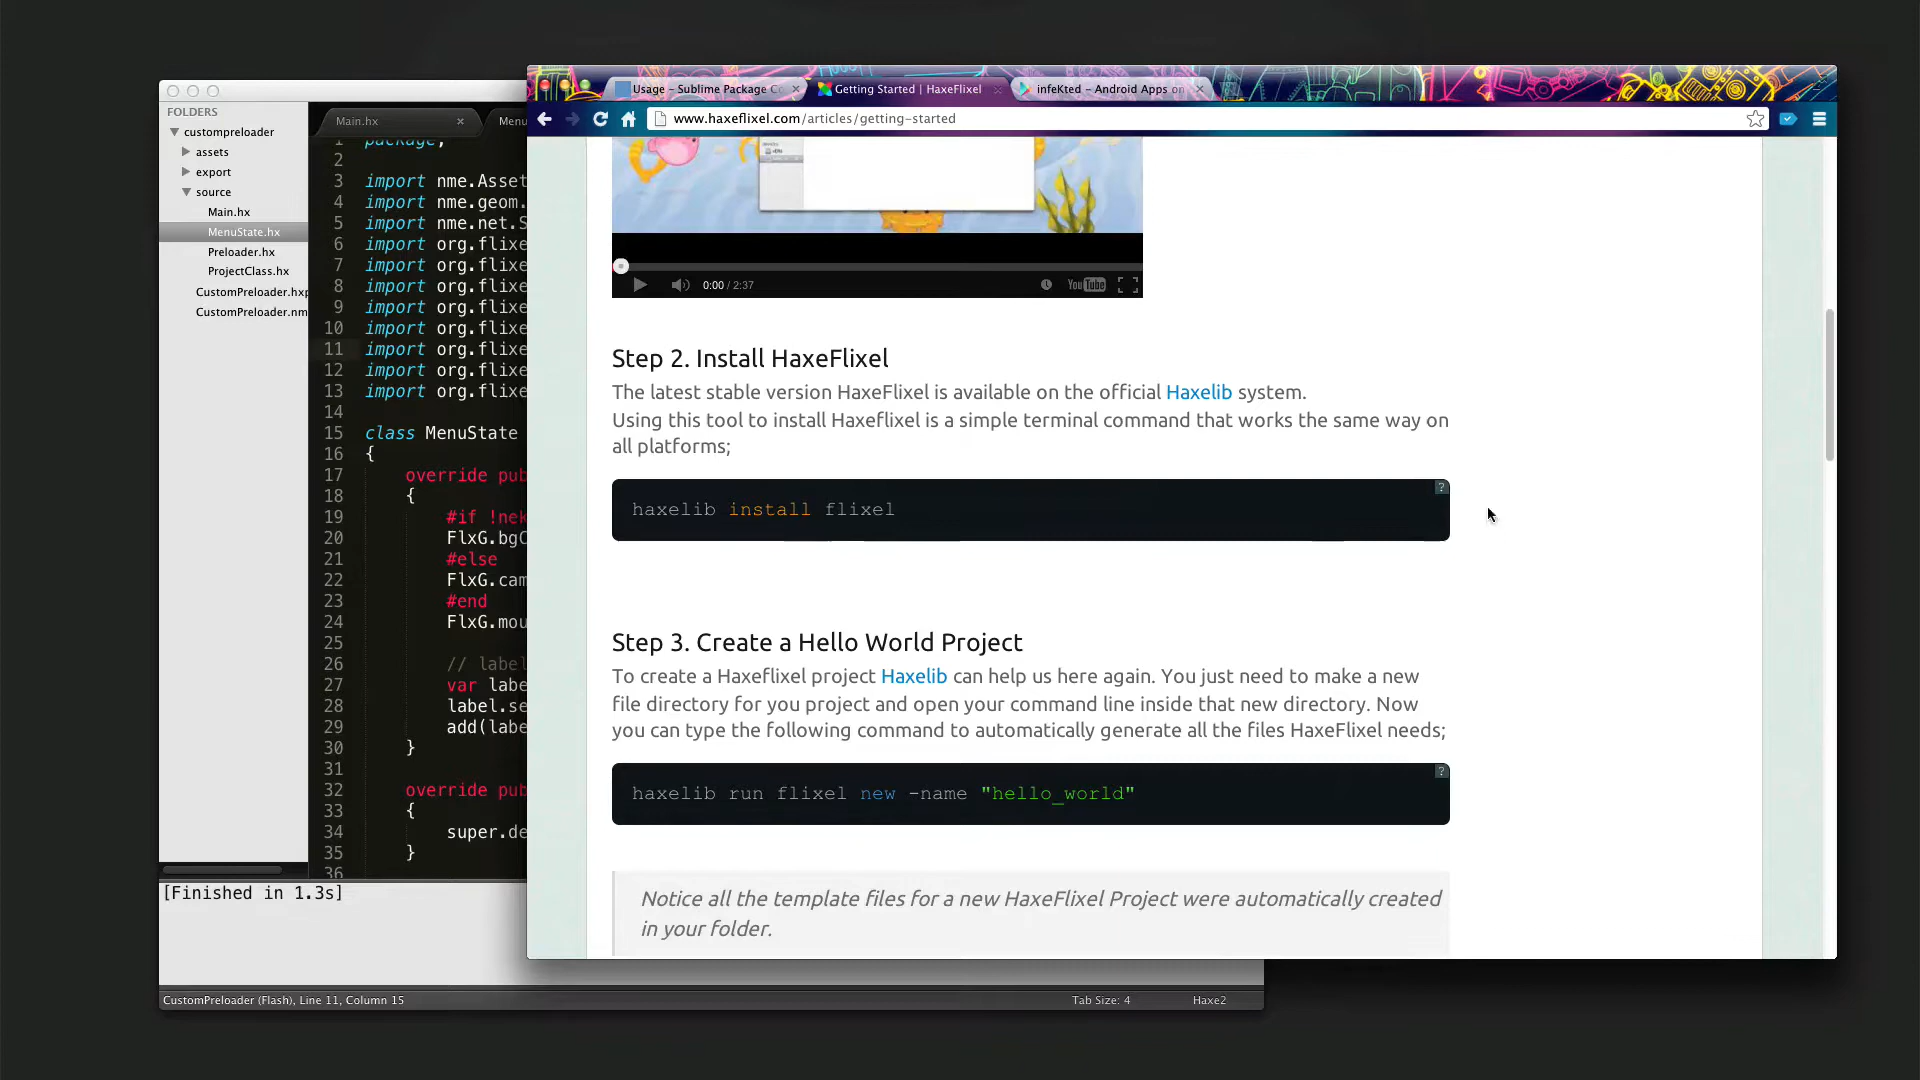 Usage - Sublime Package Co
Getting Started | HaxeFlixel
infeKted - Android Apps on
www.haxeflixel.com/articles/getting-started
FOLDERS
custompreloader
assets
export
source
Main.hx
MenuState.hx
Preloader.hx
ProjectClass.hx
CustomPreloader.hxp
CustomPreloader.nm
Main.hx
Menu
1 package;
2
3 import nme.Asset
4 import nme.geom.
5 import nme.net.S
6 import org.flixe
7 import org.flixe
8 import org.flixe
9 import org.flixe
10 import org.flixe
11 import org.flixe
12 import org.flixe
13 import org.flixe
14
15 class MenuState
16 {
17 override pub
18 {
19 #if !nek
20 FlxG.bgC
21 #else
22 FlxG.cam
23 #end
24 FlxG.mou
25
26 // label
27 var labe
28 label.se
29 add(labe
30 }
31
32 override pub
33 {
34 super.de
35 }
36
[Finished in 1.3s]
CustomPreloader (Flash), Line 11, Column 15
Tab Size: 4
Haxe2
0:00 / 2:37
YouTube
Step 2. Install HaxeFlixel
The latest stable version HaxeFlixel is available on the official Haxelib system.
Using this tool to install Haxeflixel is a simple terminal command that works the same way on
all platforms;
?
haxelib install flixel
Step 3. Create a Hello World Project
To create a Haxeflixel project Haxelib can help us here again. You just need to make a new
file directory for you project and open your command line inside that new directory. Now
you can type the following command to automatically generate all the files HaxeFlixel needs;
?
haxelib run flixel new -name "hello_world"
Notice all the template files for a new HaxeFlixel Project were automatically created
in your folder.